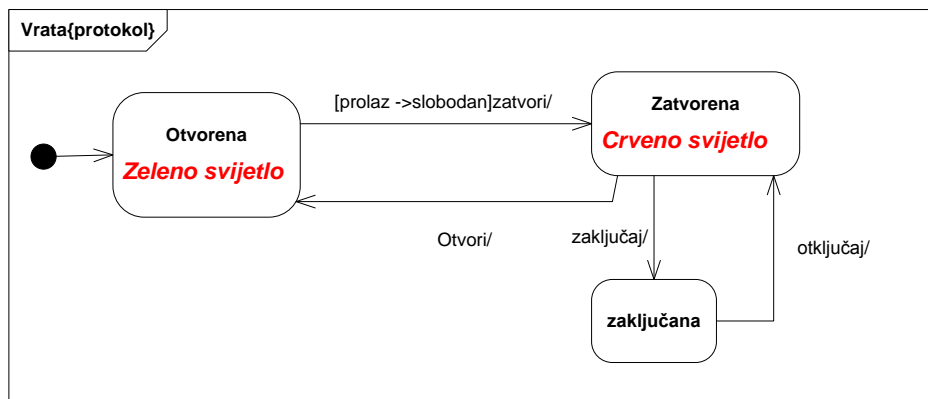 Vrata{protokol}
[prolaz ->slobodan]zatvori/
Otvorena
Zeleno svijetlo
Zatvorena
Crveno svijetlo
Otvori/
zaključaj/
otključaj/
zaključana